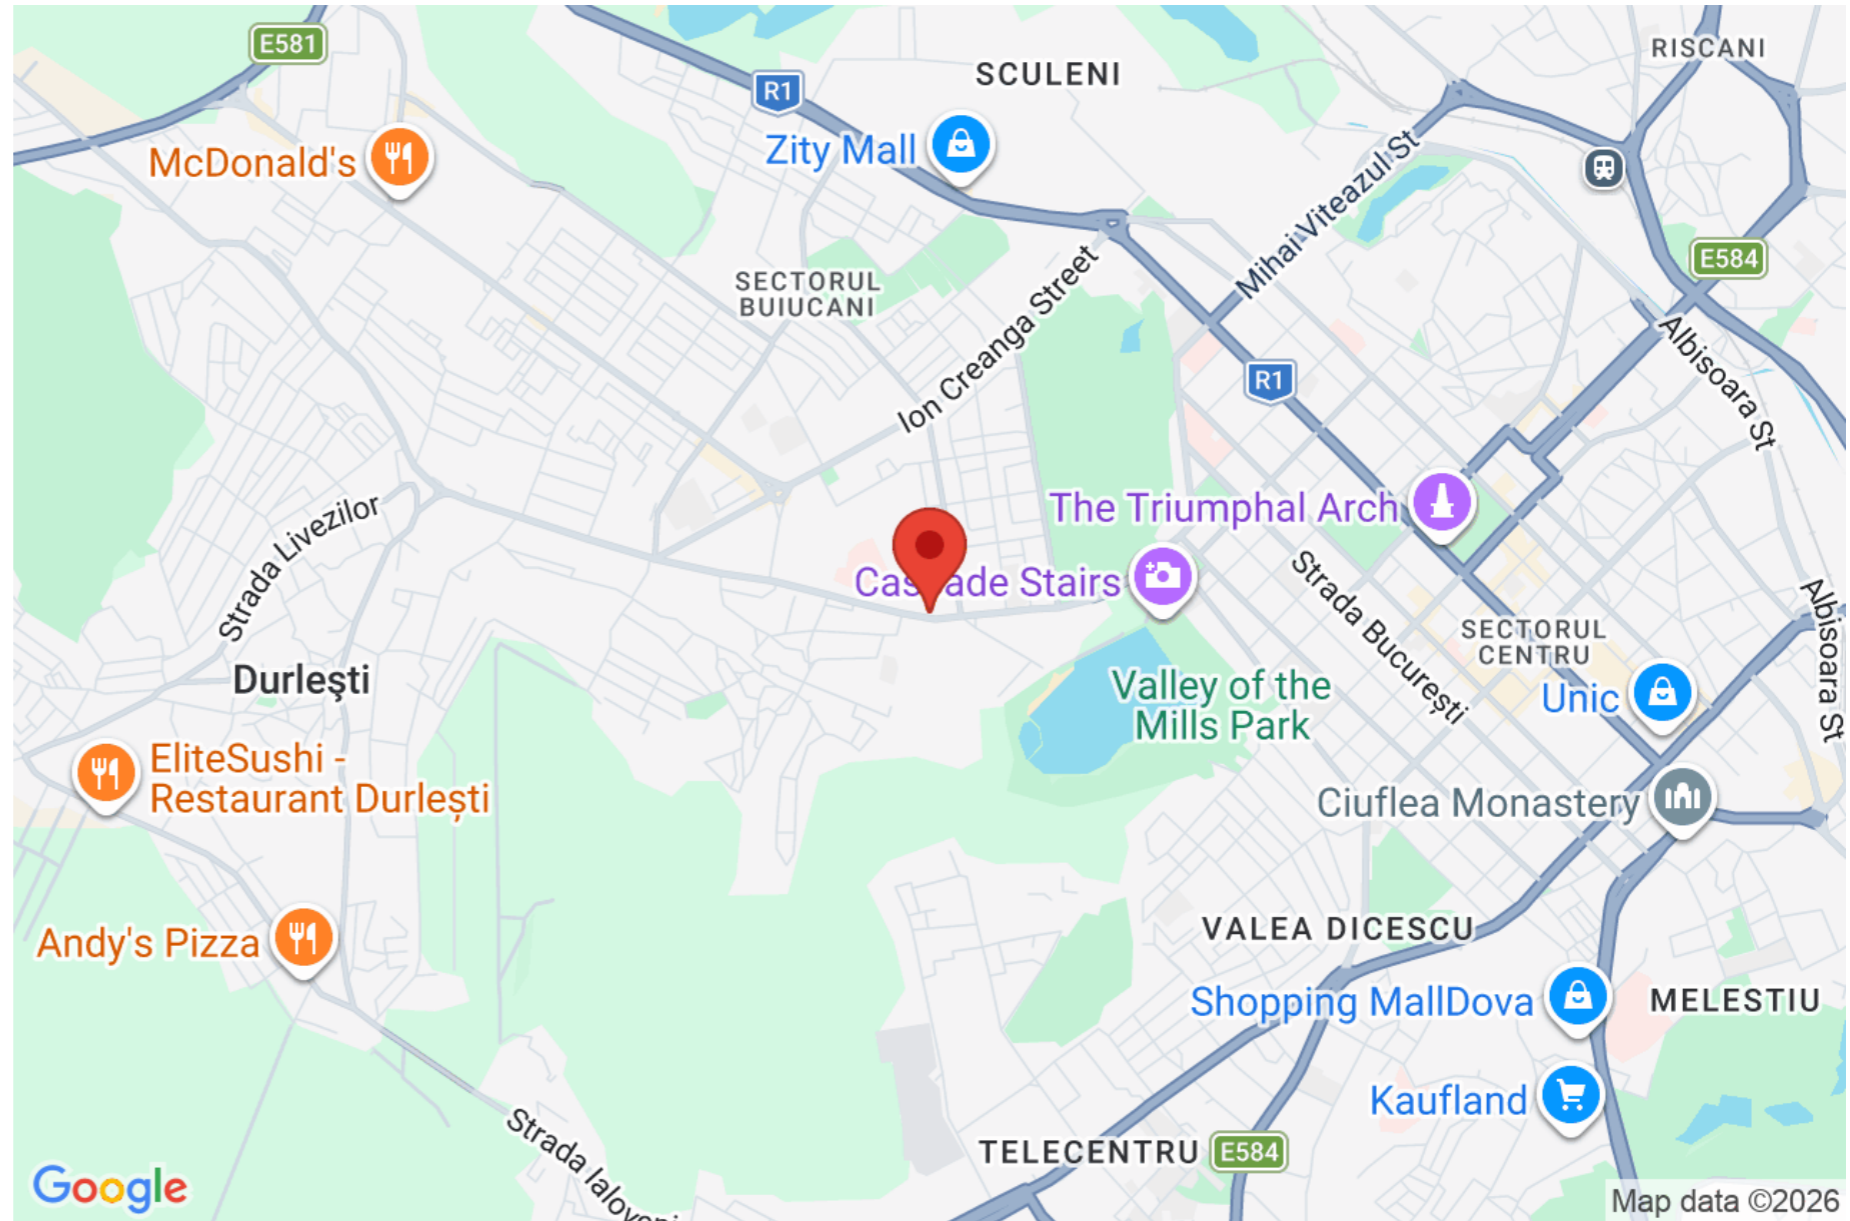 E581
R1
SCULENI
RISCANI
McDonald's
Zity Mall
Mihai Viteazul St
E584
SECTORUL
BUIUCANI
Ion Creanga Street
R1
Albisoara St
Strada Livezilor
The Triumphal Arch
Cascade Stairs
Strada București
SECTORUL
CENTRU
Albisoara St
Durleşti
Valley of the
Mills Park
Unic
EliteSushi -
Restaurant Durlești
Ciuflea Monastery
Andy's Pizza
VALEA DICESCU
Shopping MallDova
MELESTIU
Kaufland
Strada
TELECENTRU
E584
Google
Map data ©2026